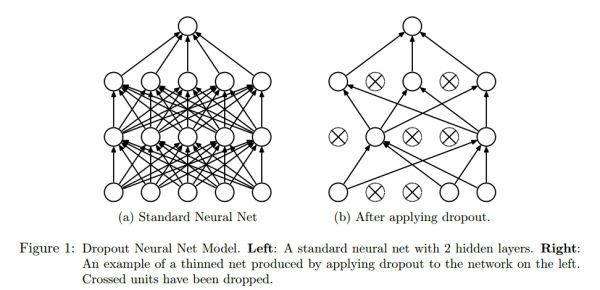 (a) Standard Neural Net
(b) After applying dropout.
Figure 1: Dropout Neural Net Model. Left: A standard neural net with 2 hidden layers. Right:
An example of a thinned net produced by applying dropout to the network on the left.
Crossed units have been dropped.